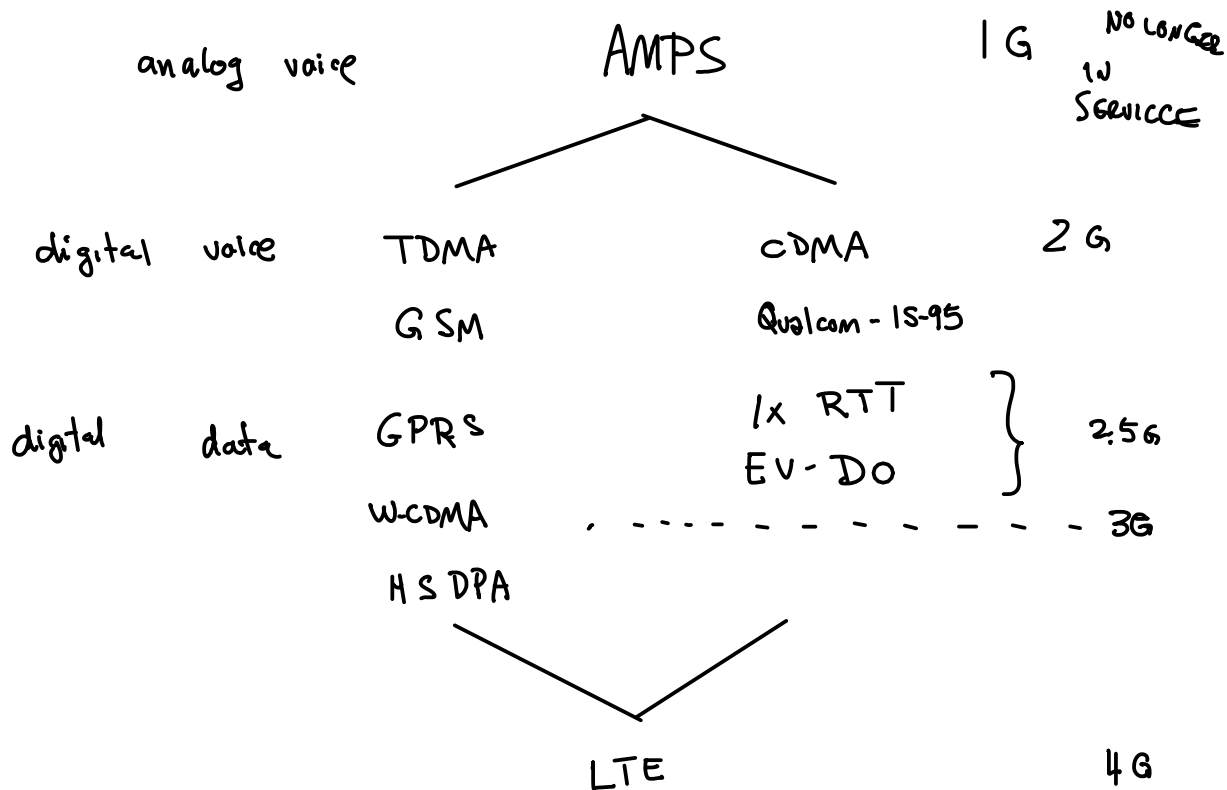 analog voice AMPS 1G NO LONGER
IN
SERVICCE
digital voice TDMA CDMA 2G
GSM Qualcom - IS-95
digital data GPRS 1x RTT 2.5G
EV-DO
W-CDMA . - - - - - - - - - - - 3G
HSDPA
LTE 4G